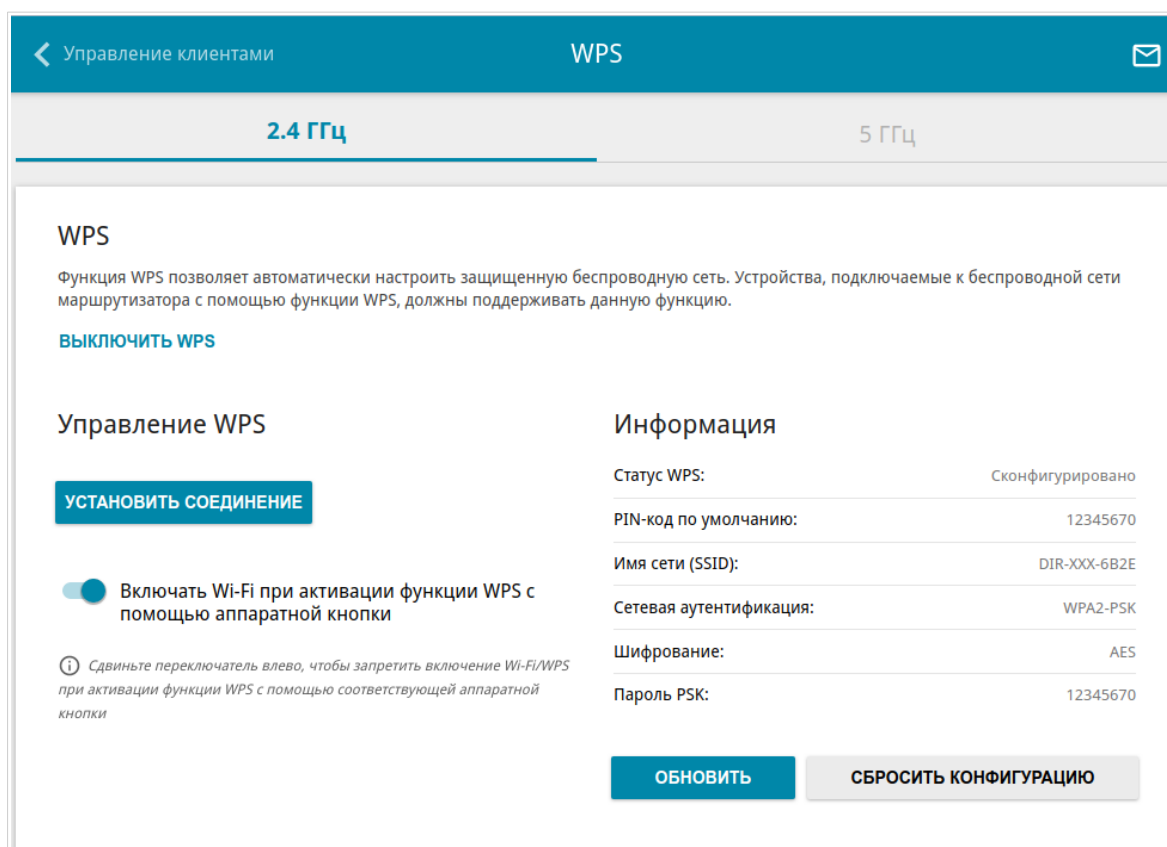 Управление клиентами
WPS
2.4 ГГц
5 ГГц
WPS
Функция WPS позволяет автоматически настроить защищенную беспроводную сеть. Устройства, подключаемые к беспроводной сети
маршрутизатора с помощью функции WPS, должны поддерживать данную функцию.
ВЫКЛЮЧИТЬ WPS
Управление WPS
УСТАНОВИТЬ СОЕДИНЕНИЕ
Включать Wi-Fi при активации функции WPS с
помощью аппаратной кнопки
Сдвиньте переключатель влево, чтобы запретить включение Wi-Fi/WPS
при активации функции WPS с помощью соответствующей аппаратной
кнопки
Информация
Статус WPS: Сконфигурировано
PIN-код по умолчанию: 12345670
Имя сети (SSID): DIR-XXX-6B2E
Сетевая аутентификация: WPA2-PSK
Шифрование: AES
Пароль PSK: 12345670
ОБНОВИТЬ
СБРОСИТЬ КОНФИГУРАЦИЮ